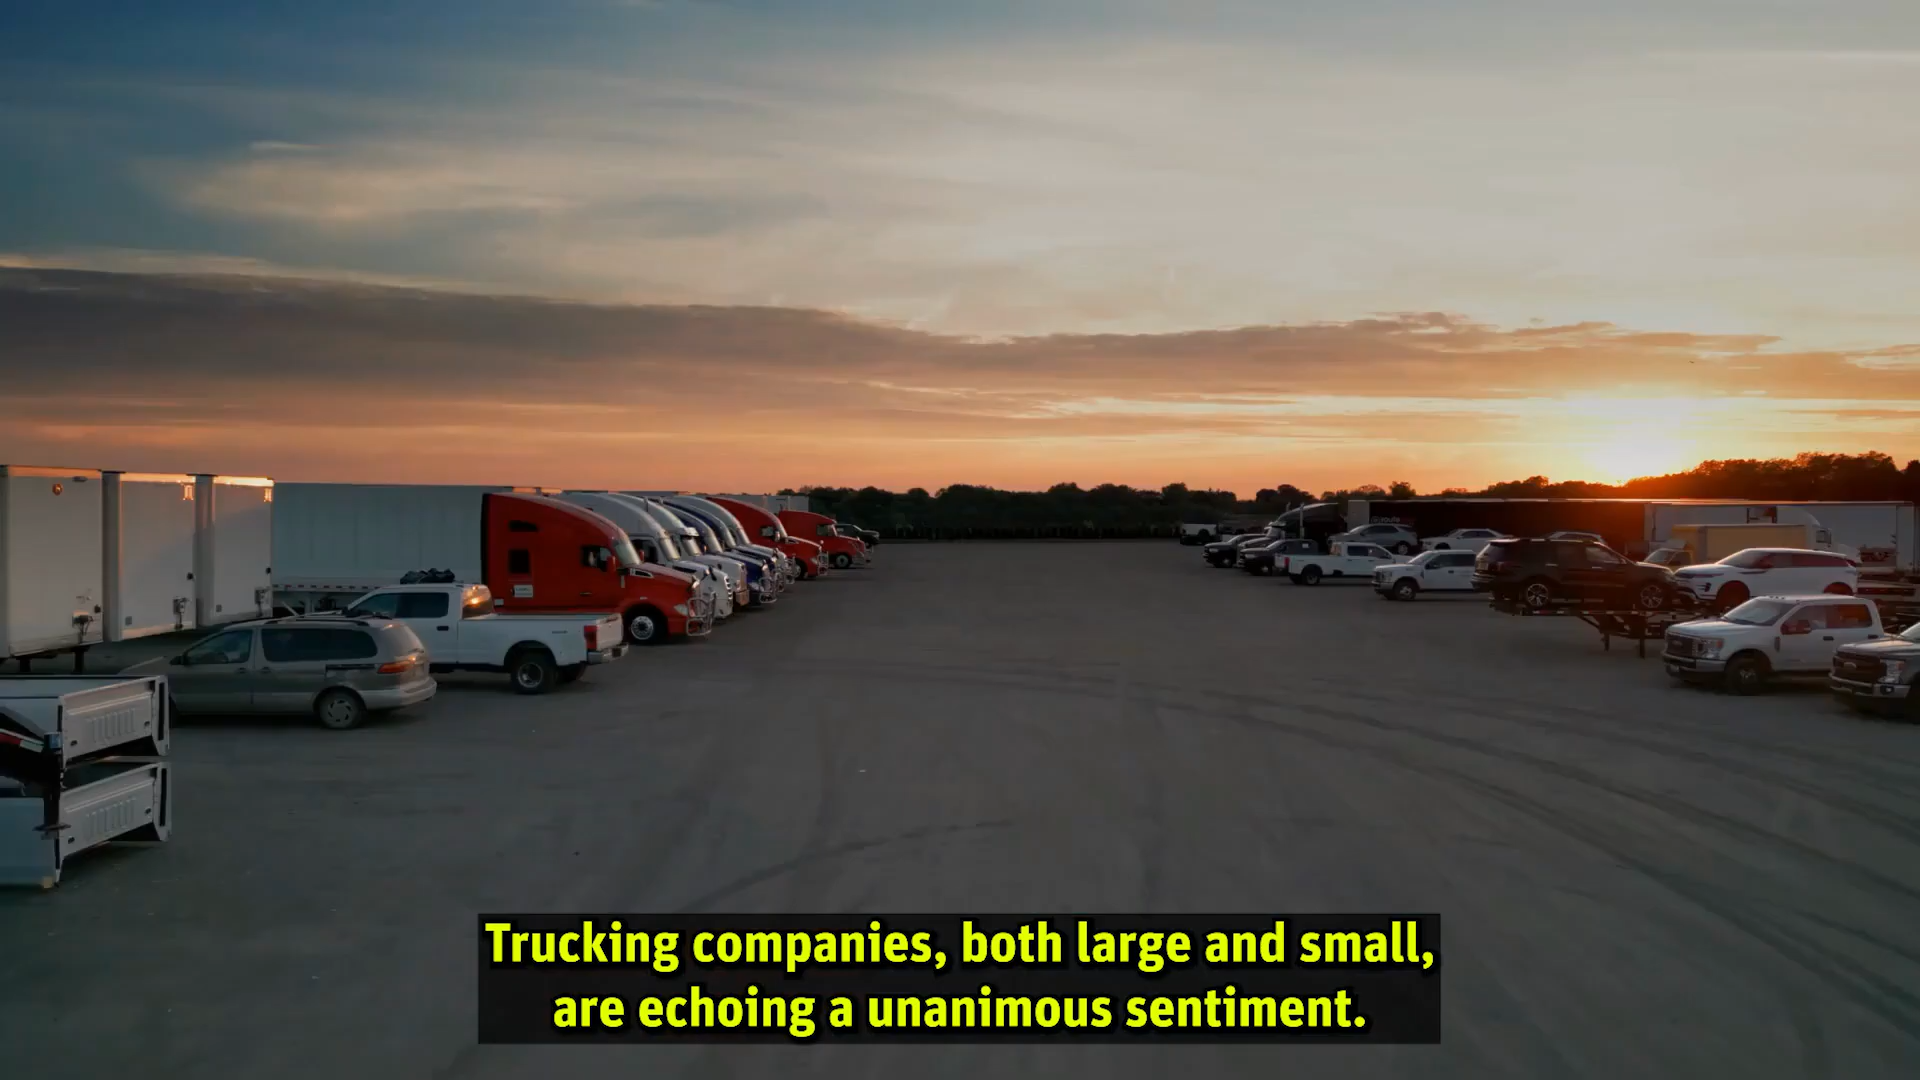 Trucking companies, both large and small,
are echoing a unanimous sentiment.